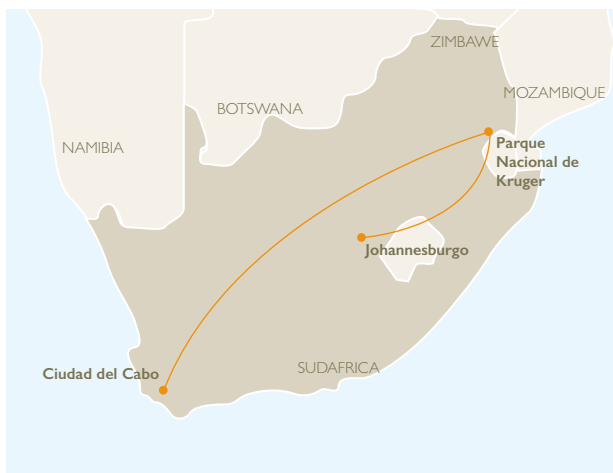 ZIMBAWE
MOZAMBIQUE
BOTSWANA
NAMIBIA
Parque
Nacional de
Kruger
Johannesburgo
SUDAFRICA
Ciudad del Cabo